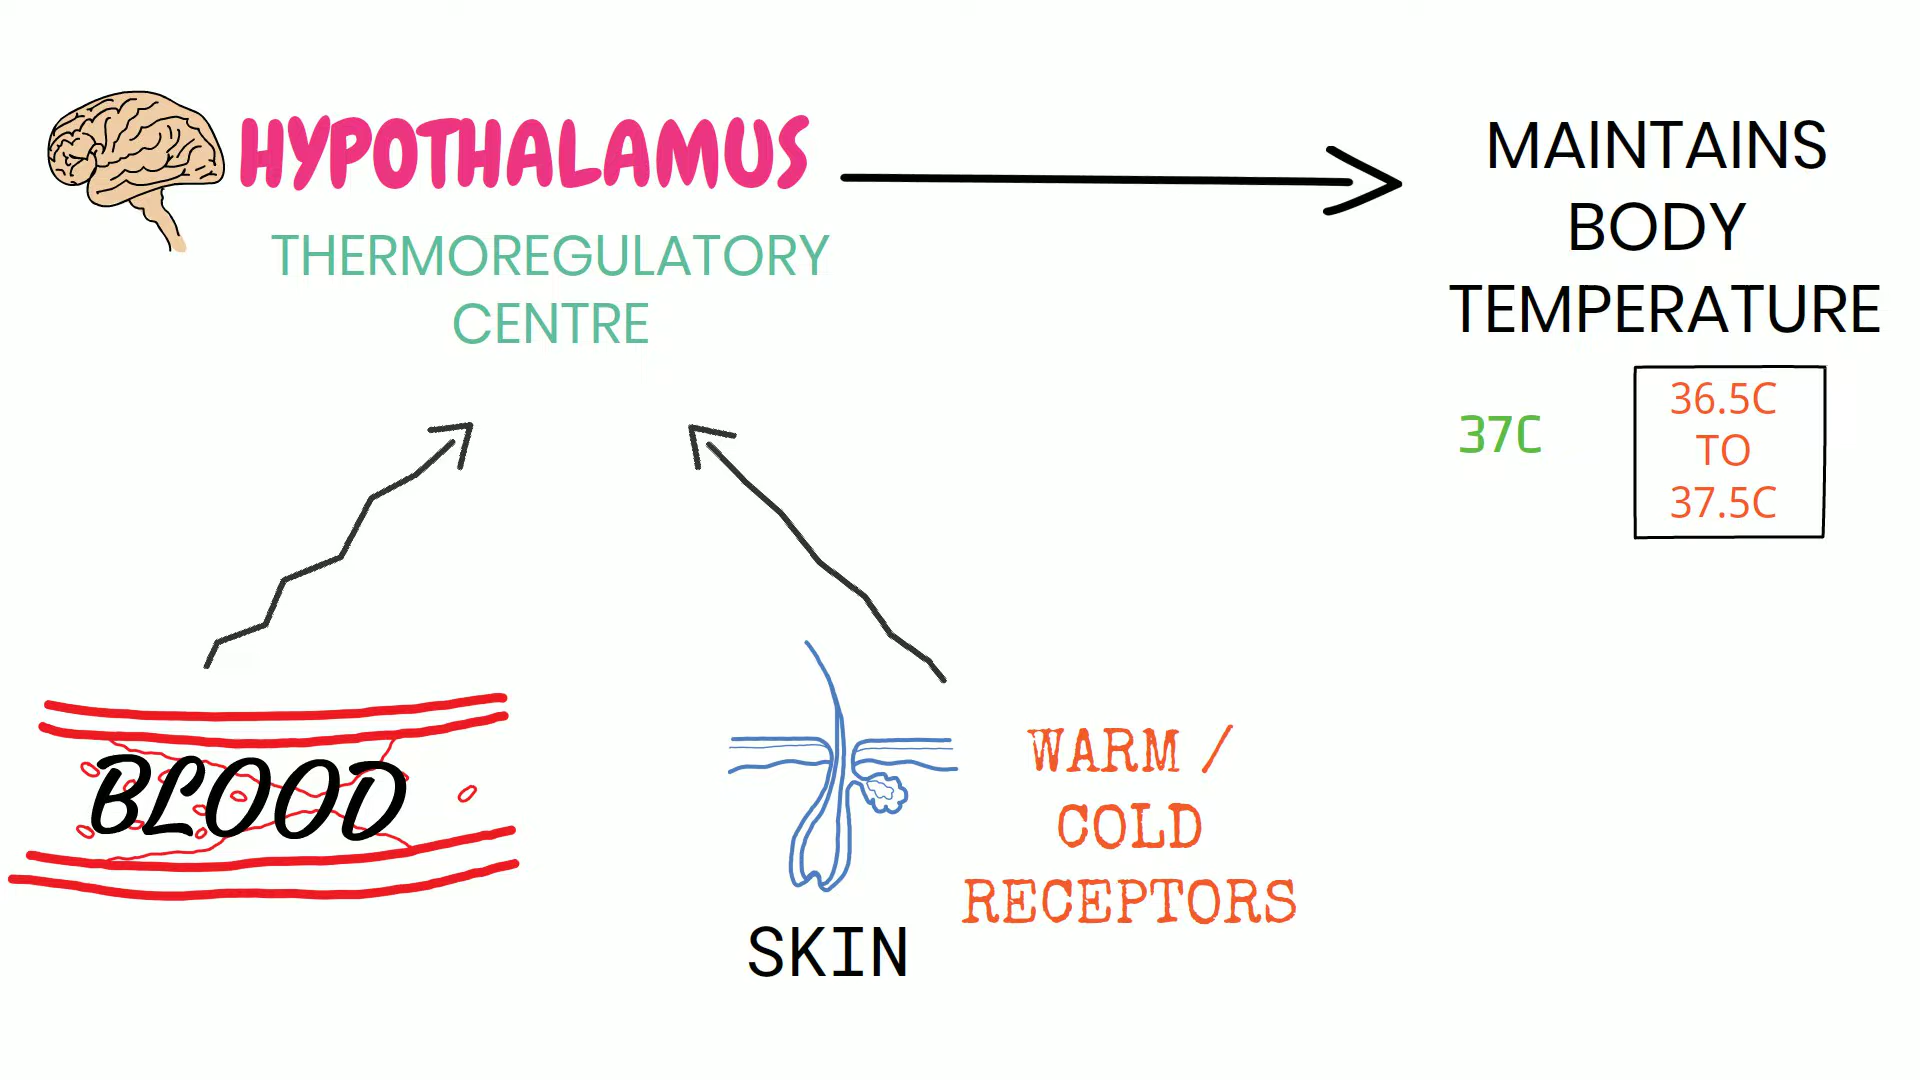 HYPOTHALAMUS
THERMOREGULATORY
CENTRE
MAINTAINS
BODY
TEMPERATURE
37C
36.5C
TO
37.5C
BLOOD
SKIN
WARM /
COLD
RECEPTORS